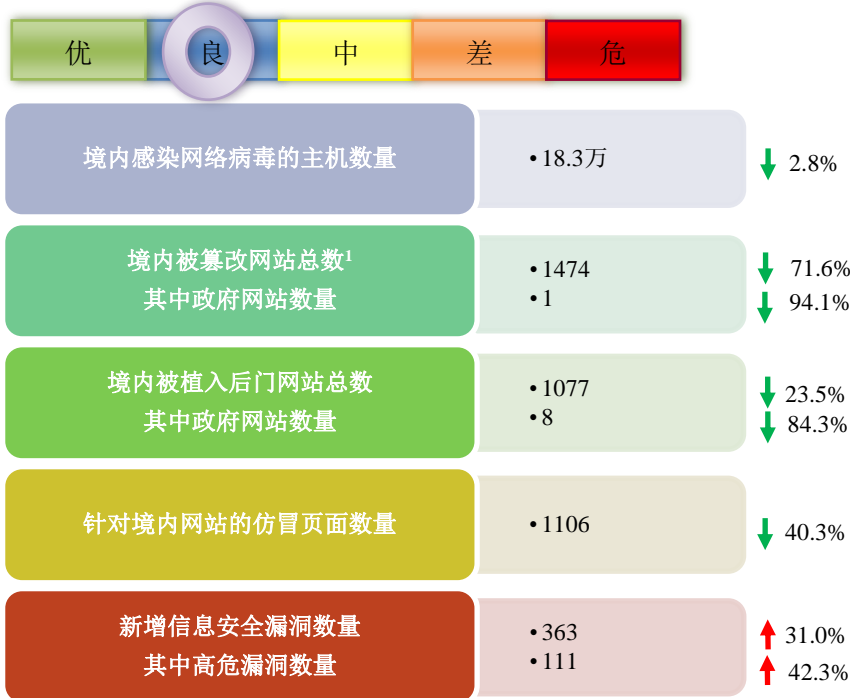 优 良 中 差 危
境内感染网络病毒的主机数量
•18.3万
2.8%
境内被篡改网站总数¹
其中政府网站数量
•1474
•1
71.6%
94.1%
境内被植入后门网站总数
其中政府网站数量
•1077
•8
23.5%
84.3%
针对境内网站的仿冒页面数量
•1106
40.3%
新增信息安全漏洞数量
其中高危漏洞数量
•363
•111
31.0%
42.3%